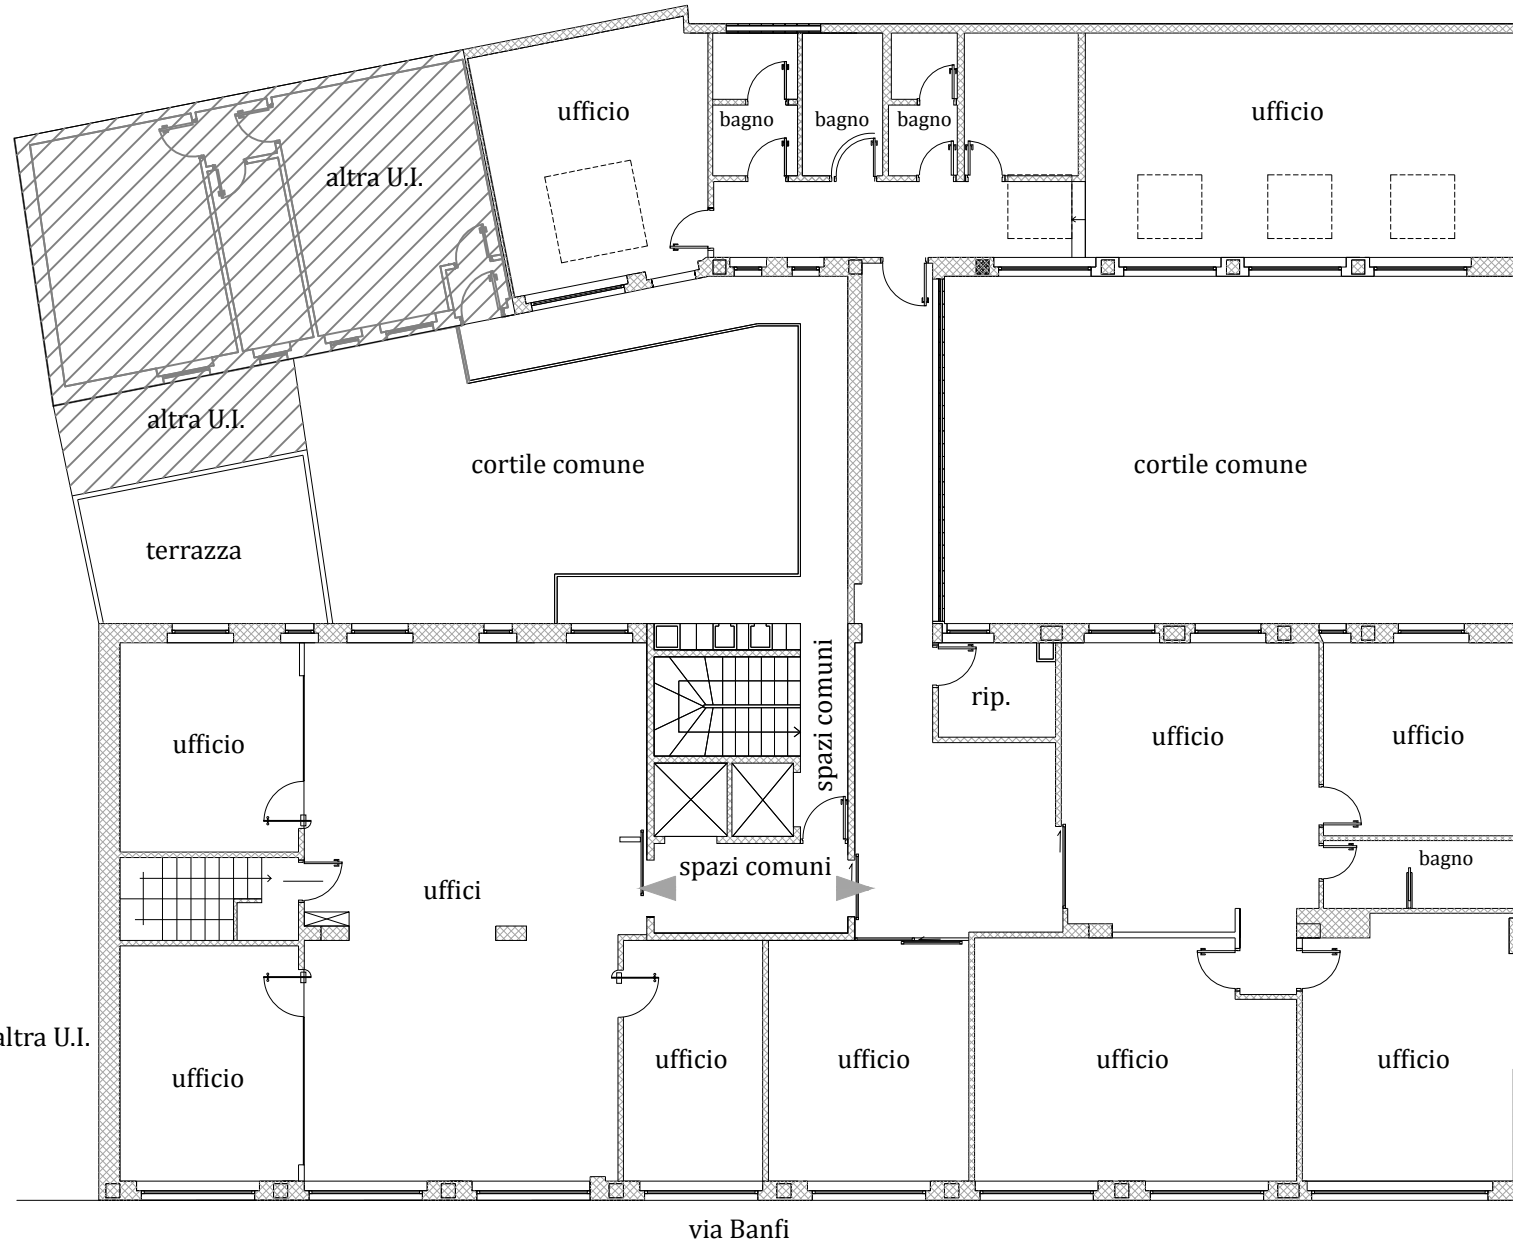 ufficio
ufficio
bagno
bagno
bagno
altra U.I.
altra U.I.
cortile comune
cortile comune
terrazza
spazi comuni
rip.
ufficio
ufficio
ufficio
spazi comuni
bagno
uffici
altra U.I.
ufficio
ufficio
ufficio
ufficio
ufficio
via Banfi